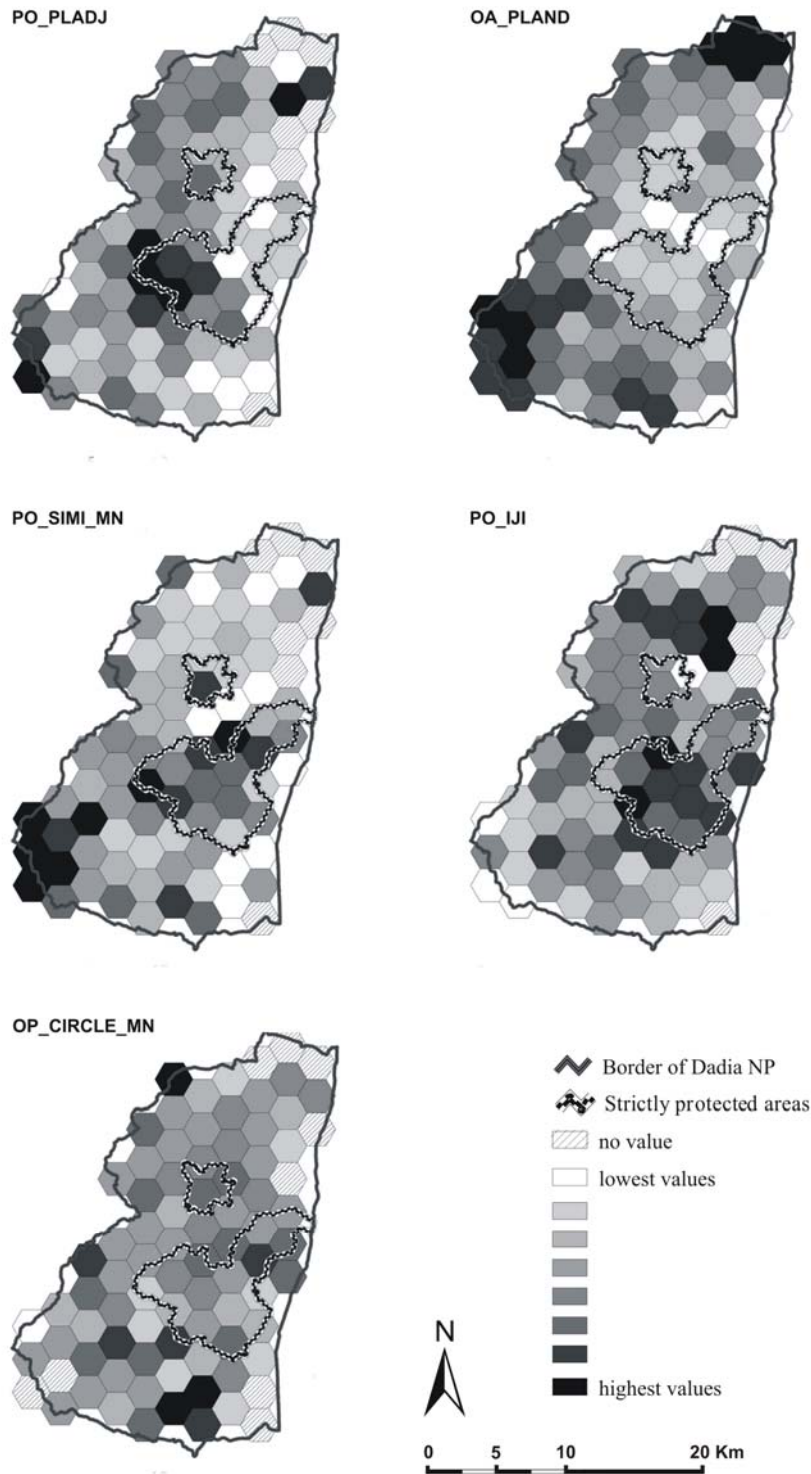 PO_PLADJ
OA_PLAND
PO_SIMI_MN
PO_IJI
OP_CIRCLE_MN
Border of Dadia NP
Strictly protected areas
no value
lowest values
highest values
N
0 5 10 20 Km